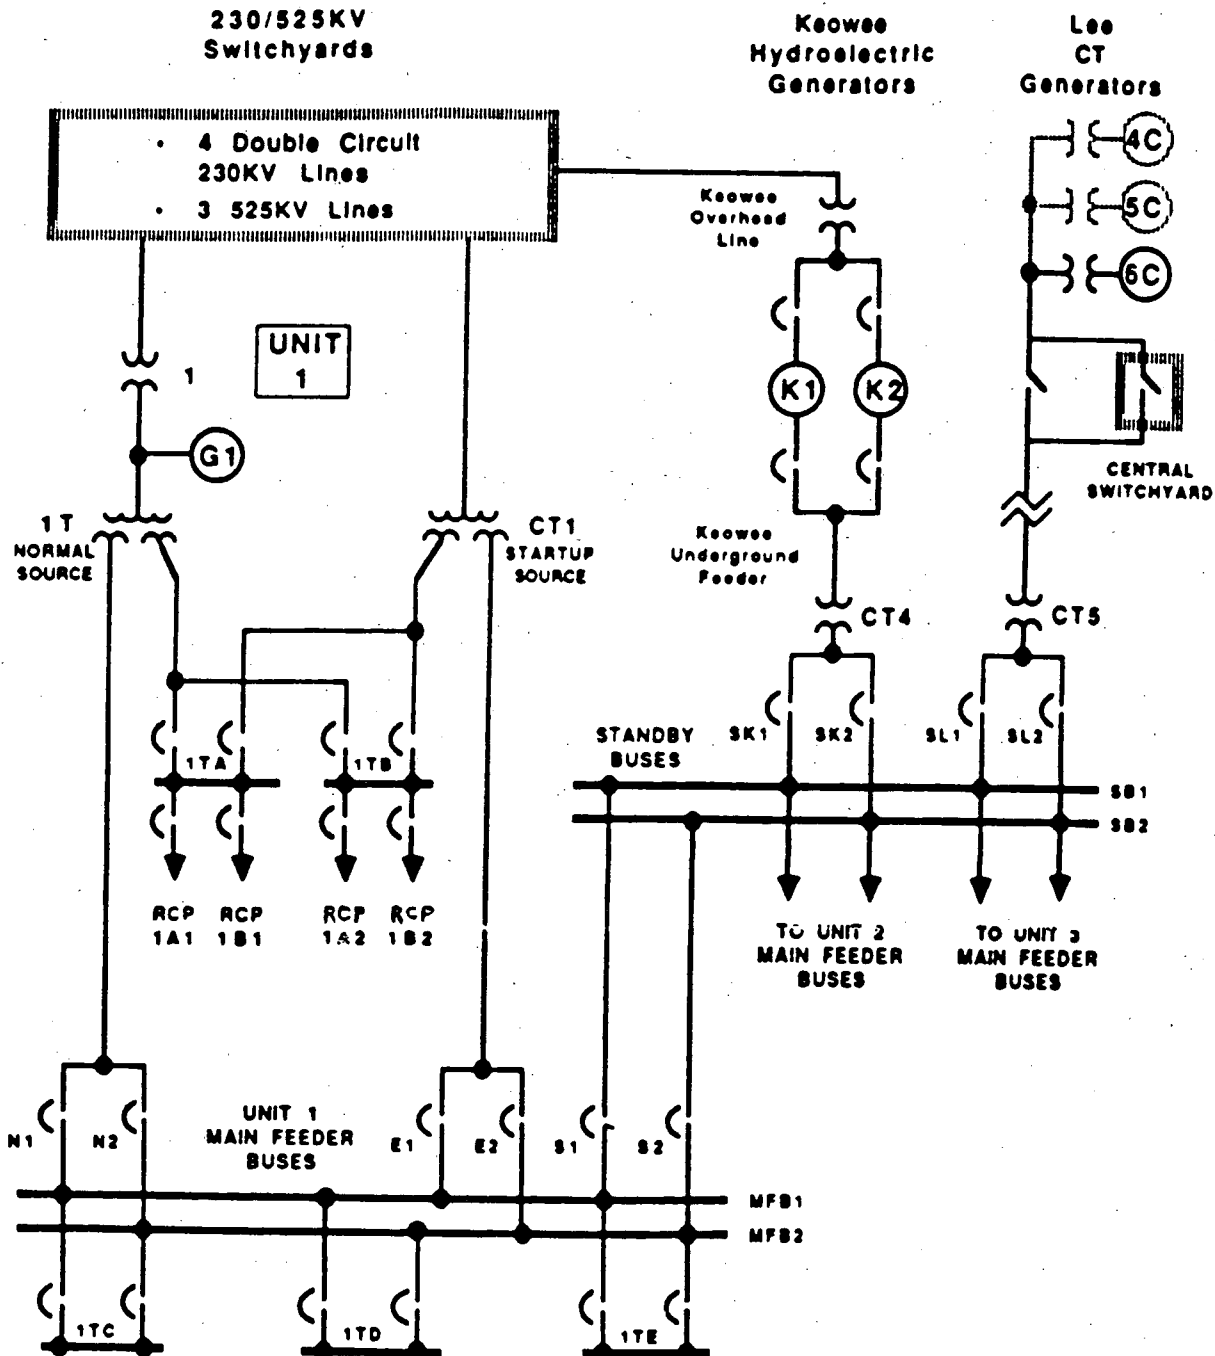 230/525KV
Switchyards
Keowee
Hydroelectric
Generators
Lee
CT
Generators
• 4 Double Circuit
230KV Lines
• 3 525KV Lines
Keowee
Overhead
Line
4C
5C
6C
UNIT
1
1
G1
K1
K2
CENTRAL
SWITCHYARD
1T
NORMAL
SOURCE
CT1
STARTUP
SOURCE
Keowee
Underground
Feeder
CT4
CT5
STANDBY
BUSES
SK1
SK2
SL1
SL2
1TA
1TB
SB1
SB2
RCP
1A1
RCP
1B1
RCP
1A2
RCP
1B2
TO UNIT 2
MAIN FEEDER
BUSES
TO UNIT 3
MAIN FEEDER
BUSES
N1
N2
UNIT 1
MAIN FEEDER
BUSES
E1
E2
S1
S2
MFB1
MFB2
1TC
1TD
1TE